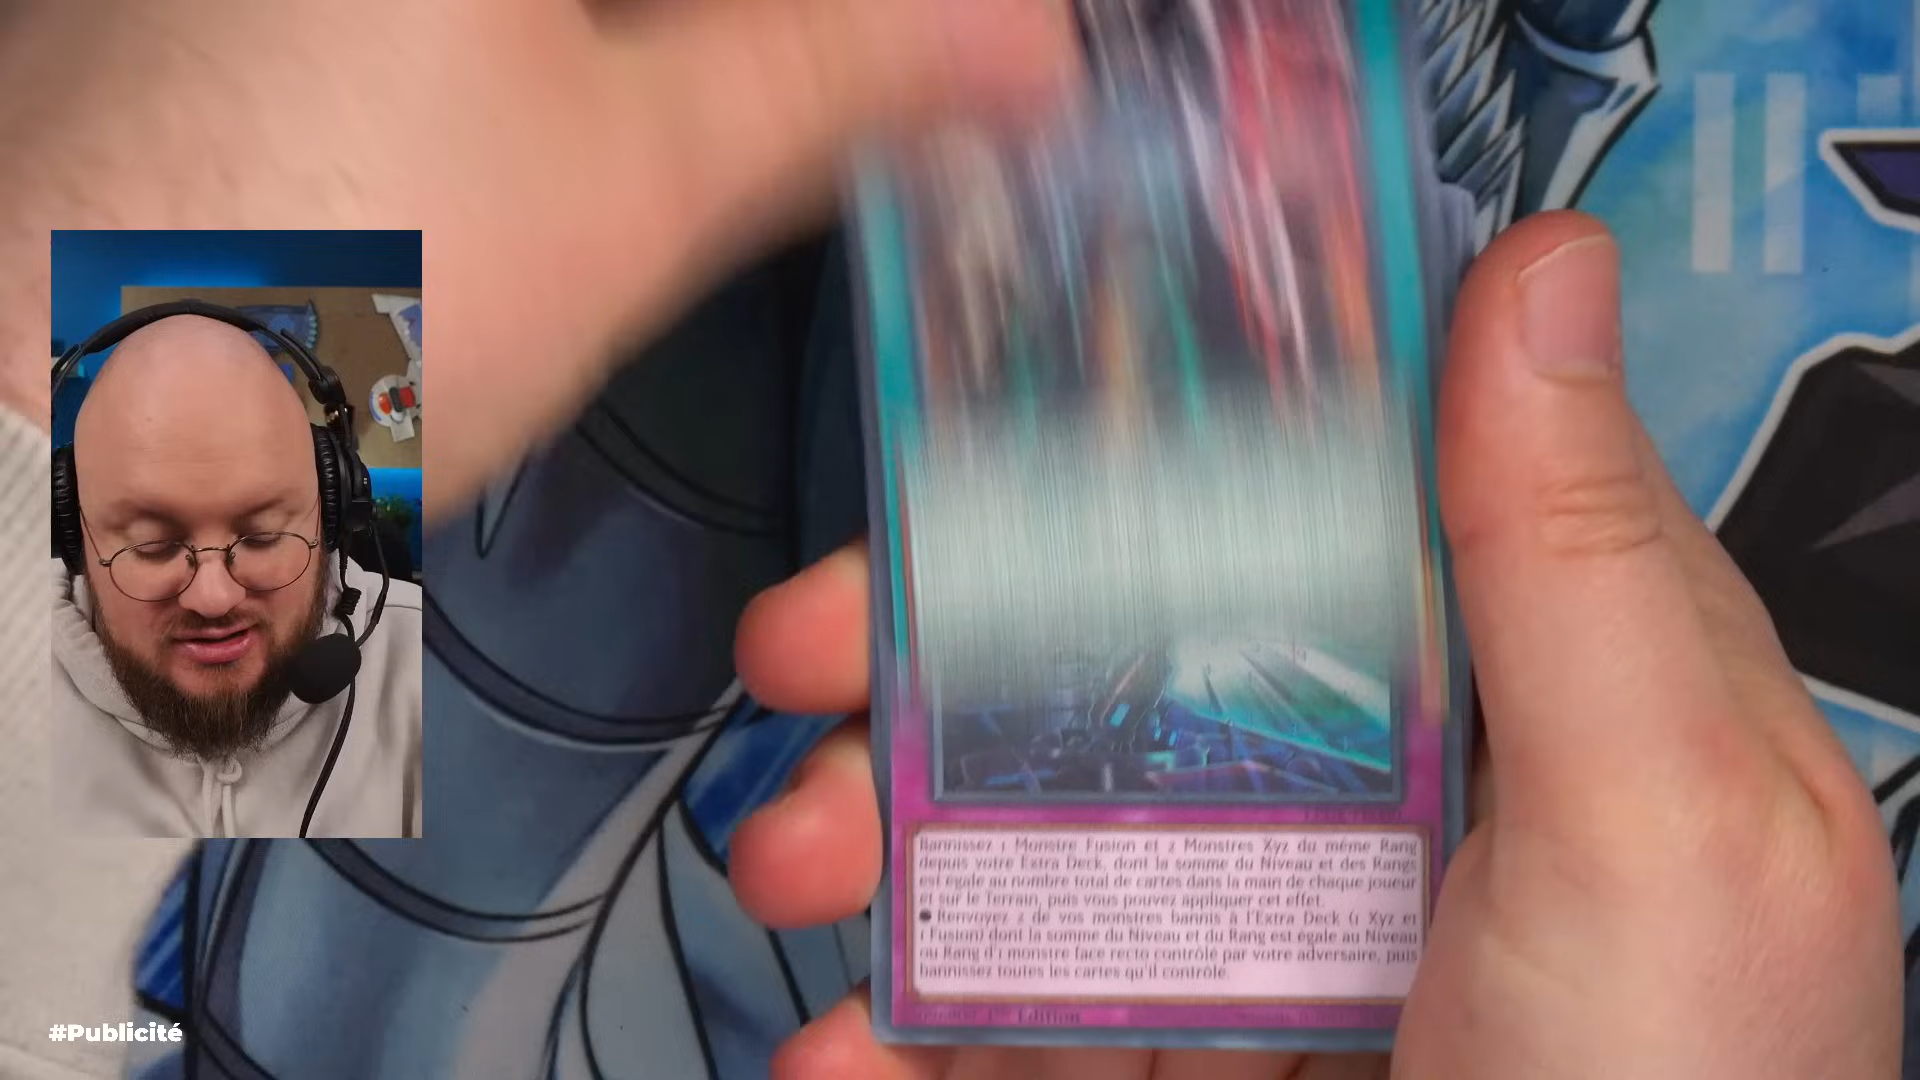 Bannissez 1 Monstre Fusion et 2 Monstres Xyz du même Rang
depuis votre Extra Deck, dont la somme du Niveau et des Rangs
est égale au nombre total de cartes dans la main de chaque joueur
et sur le Terrain, puis vous pouvez appliquer cet effet.
● Renvoyez 2 de vos monstres bannis à l'Extra Deck (1 Xyz et
1 Fusion) dont la somme du Niveau et du Rang est égale au Niveau
ou Rang d'1 monstre face recto contrôlé par votre adversaire, puis
bannissez toutes les cartes qu'il contrôle.
Edition
#Publicité